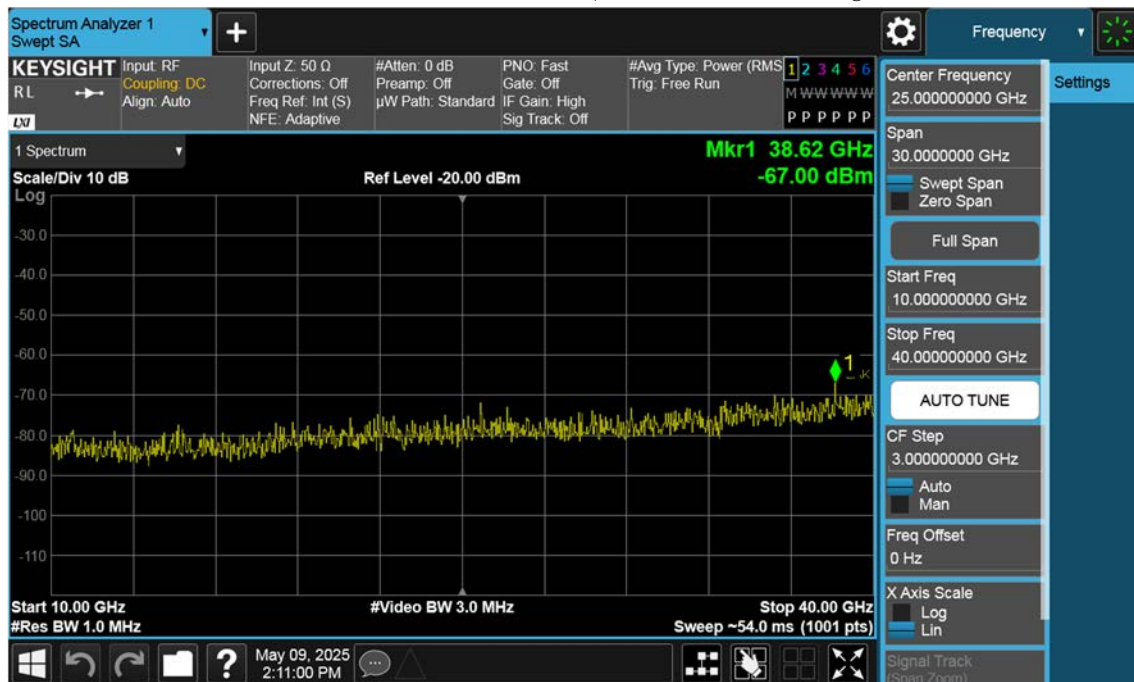 Spectrum Analyzer 1
Swept SA
Frequency
KEYSIGHT
RL
LXI
Input: RF
Coupling: DC
Align: Auto
Input Z: 50 Ω
Corrections: Off
Freq Ref: Int (S)
NFE: Adaptive
#Atten: 0 dB
Preamp: Off
µW Path: Standard
PNO: Fast
Gate: Off
IF Gain: High
Sig Track: Off
#Avg Type: Power (RMS
Trig: Free Run
1 2 3 4 5 6
M W W W W W
P P P P P P
1 Spectrum
Scale/Div 10 dB
Ref Level -20.00 dBm
Mkr1 38.62 GHz
-67.00 dBm
Log
-30.0
-40.0
-50.0
-60.0
-70.0
-80.0
-90.0
-100
-110
1
Start 10.00 GHz
#Video BW 3.0 MHz
Stop 40.00 GHz
#Res BW 1.0 MHz
Sweep ~54.0 ms (1001 pts)
?
May 09, 2025
2:11:00 PM
Center Frequency
25.000000000 GHz
Settings
Span
30.0000000 GHz
Swept Span
Zero Span
Full Span
Start Freq
10.000000000 GHz
Stop Freq
40.000000000 GHz
AUTO TUNE
CF Step
3.000000000 GHz
Auto
Man
Freq Offset
0 Hz
X Axis Scale
Log
Lin
Signal Track
(Span Zoom)